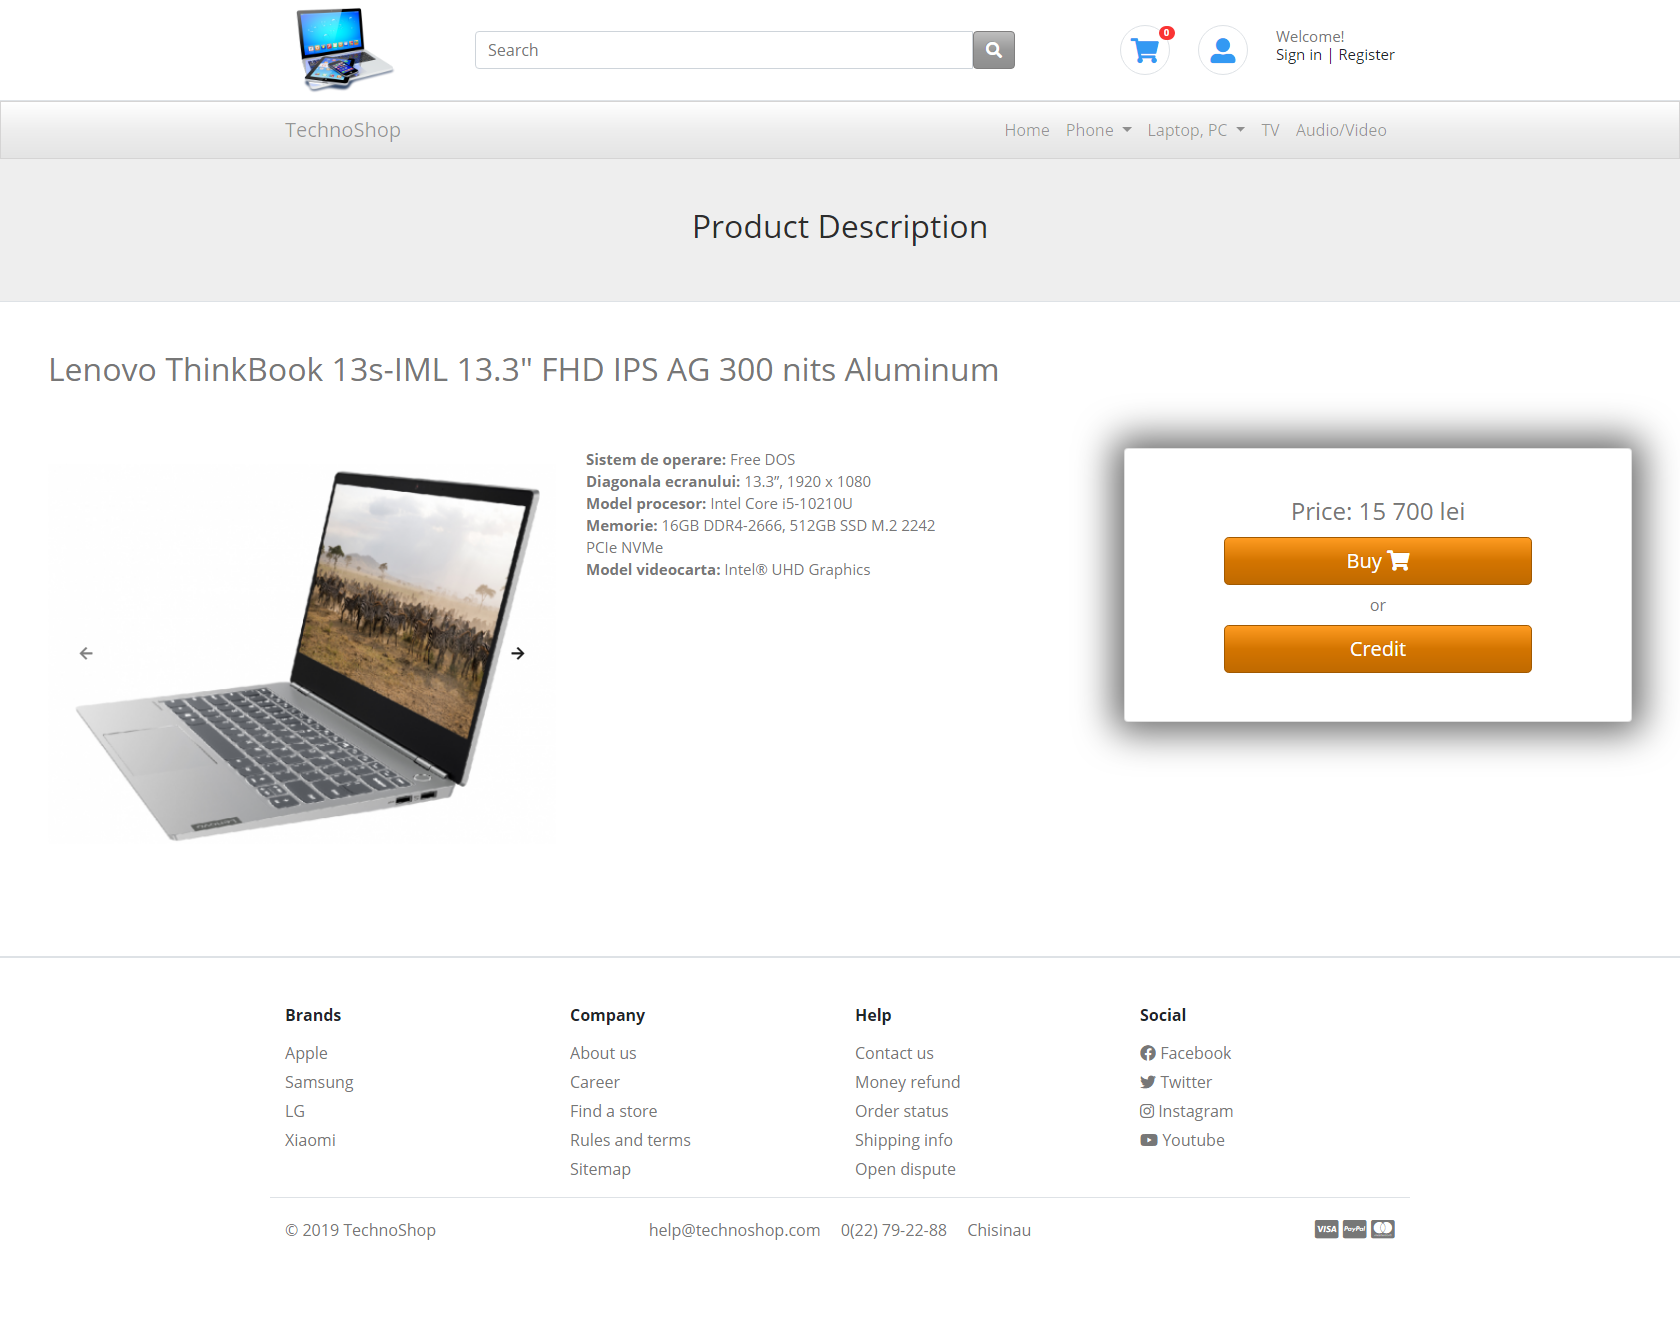 Search
0
Welcome!
Sign in | Register
TechnoShop
Home Phone Laptop, PC TV Audio/Video
Product Description
Lenovo ThinkBook 13s-IML 13.3" FHD IPS AG 300 nits Aluminum
Sistem de operare: Free DOS
Diagonala ecranului: 13.3”, 1920 x 1080
Model procesor: Intel Core i5-10210U
Memorie: 16GB DDR4-2666, 512GB SSD M.2 2242
PCIe NVMe
Model videocarta: Intel® UHD Graphics
Price: 15 700 lei
Buy
or
Credit
Lenovo
Brands
Apple
Samsung
LG
Xiaomi
Company
About us
Career
Find a store
Rules and terms
Sitemap
Help
Contact us
Money refund
Order status
Shipping info
Open dispute
Social
Facebook
Twitter
Instagram
Youtube
© 2019 TechnoShop
help@technoshop.com 0(22) 79-22-88 Chisinau
VISA PayPal